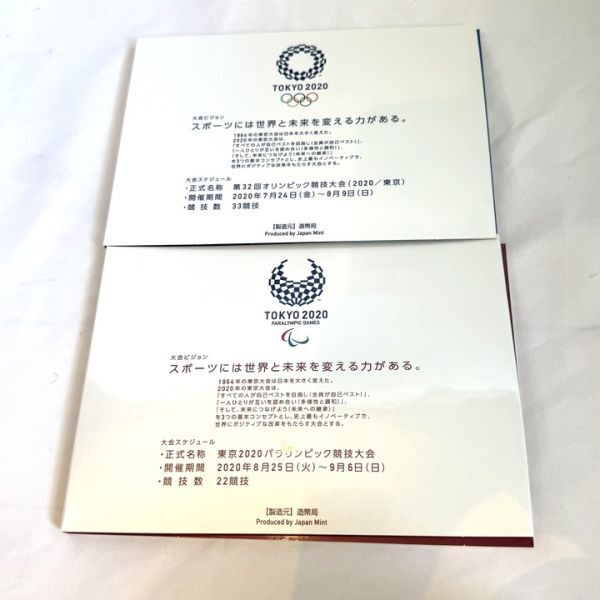 TOKYO 2020
大会ビジョン
スポーツには世界と未来を変える力がある。
1964年の東京大会は日本を大きく変えた。
2020年の東京大会は、
「すべての人が自己ベストを目指し(全員が自己ベスト)」、
「一人ひとりが互いを認め合い(多様性と調和)」、
「そして、未来につなげよう(未来への継承)」
を3つの基本コンセプトとし、史上最もイノベーティブで、
世界にポジティブな改革をもたらす大会とする。
大会スケジュール
・正式名称 第32回オリンピック競技大会(2020/東京)
・開催期間 2020年7月24日(金)～8月9日(日)
・競技数 33競技
【製造元】造幣局
Produced by Japan Mint
TOKYO 2020
PARALYMPIC GAMES
大会ビジョン
スポーツには世界と未来を変える力がある。
1964年の東京大会は日本を大きく変えた。
2020年の東京大会は、
「すべての人が自己ベストを目指し(全員が自己ベスト)」、
「一人ひとりが互いを認め合い(多様性と調和)」、
「そして、未来につなげよう(未来への継承)」
を3つの基本コンセプトとし、史上最もイノベーティブで、
世界にポジティブな改革をもたらす大会とする。
大会スケジュール
・正式名称 東京2020パラリンピック競技大会
・開催期間 2020年8月25日(火)～9月6日(日)
・競技数 22競技
【製造元】造幣局
Produced by Japan Mint